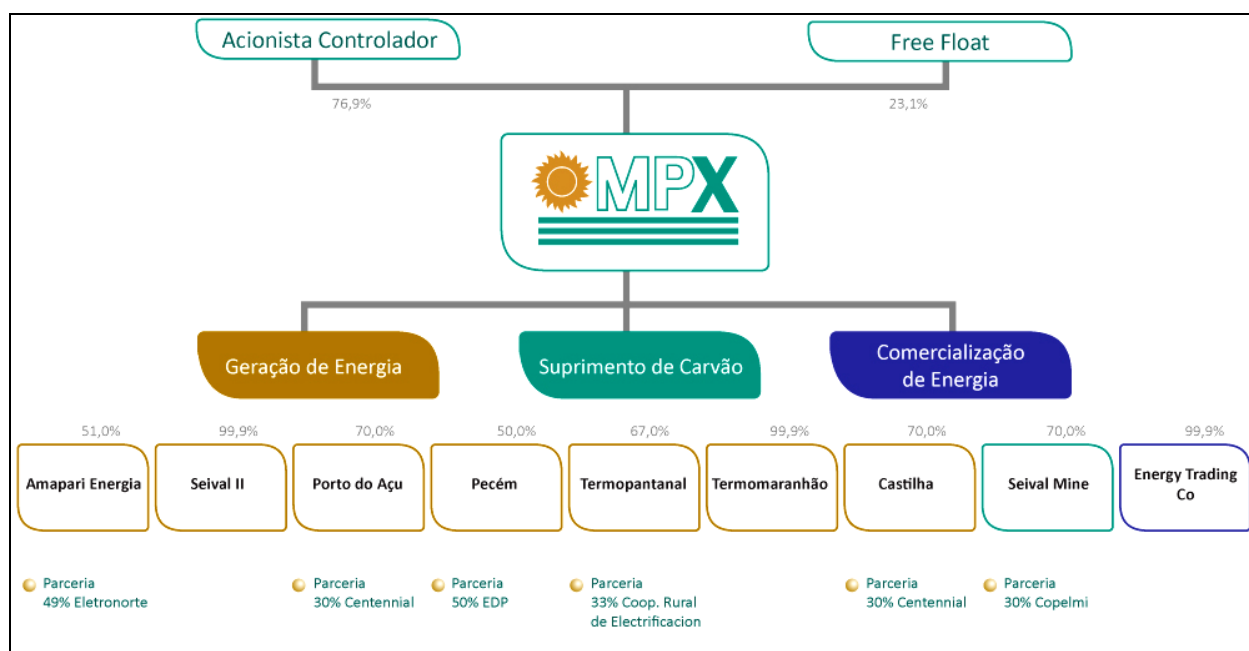 Acionista Controlador
Free Float
76,9%
23,1%
MPX
Geração de Energia
Suprimento de Carvão
Comercialização
de Energia
51,0%
99,9%
70,0%
50,0%
67,0%
99,9%
70,0%
70,0%
99,9%
Amapari Energia
Seival II
Porto do Açu
Pecém
Termopantanal
Termomaranhão
Castilha
Seival Mine
Energy Trading
Co
Parceria
49% Eletronorte
Parceria
30% Centennial
Parceria
50% EDP
Parceria
33% Coop. Rural
de Electrificacion
Parceria
30% Centennial
Parceria
30% Copelmi